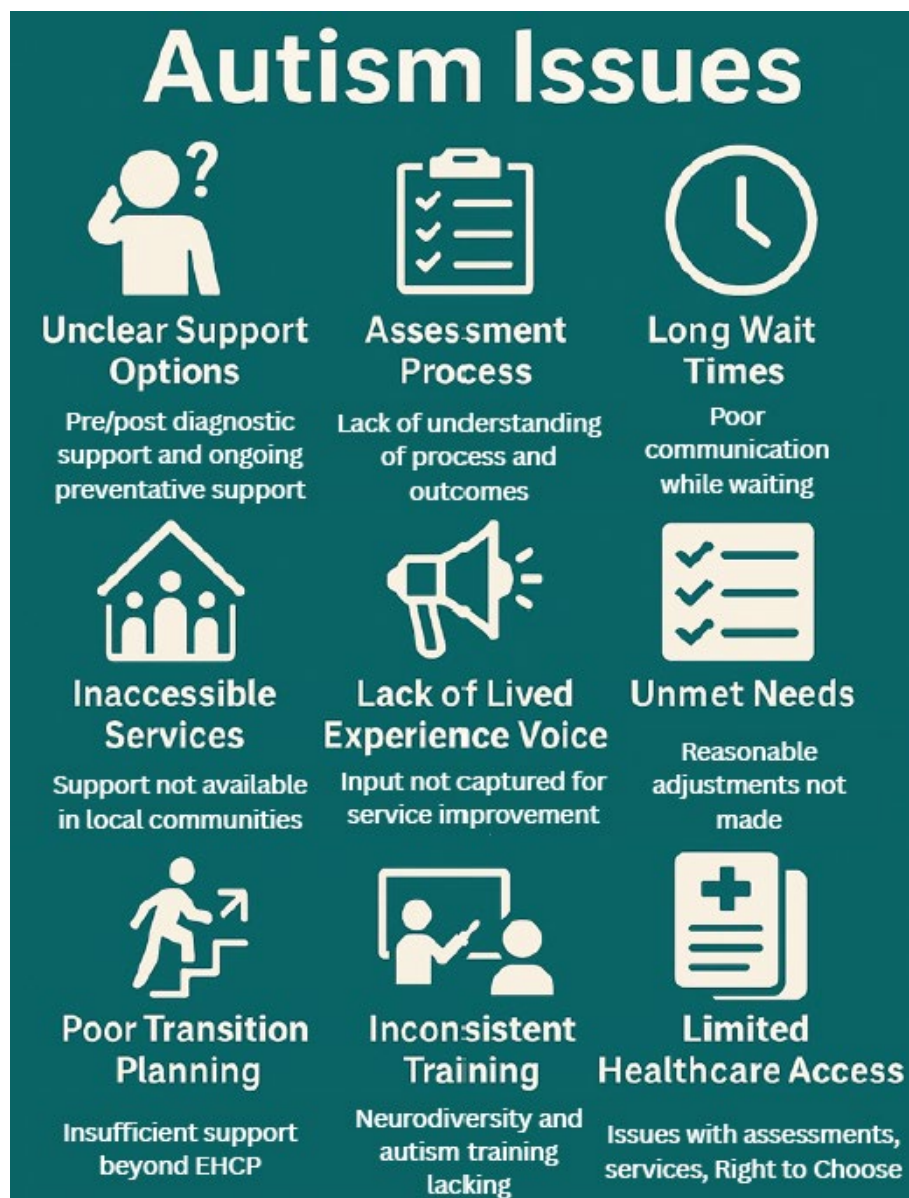 Autism Issues
?
Unclear Support
Options
Pre/post diagnostic
support and ongoing
preventative support
Assessment
Process
Lack of understanding
of process and
outcomes
Long Wait
Times
Poor
communication
while waiting
Inaccessible
Services
Support not available
in local communities
Lack of Lived
Experience Voice
Input not captured for
service improvement
Unmet Needs
Reasonable
adjustments not
made
Poor Transition
Planning
Insufficient support
beyond EHCP
Inconsistent
Training
Neurodiversity and
autism training
lacking
Limited
Healthcare Access
Issues with assessments,
services, Right to Choose